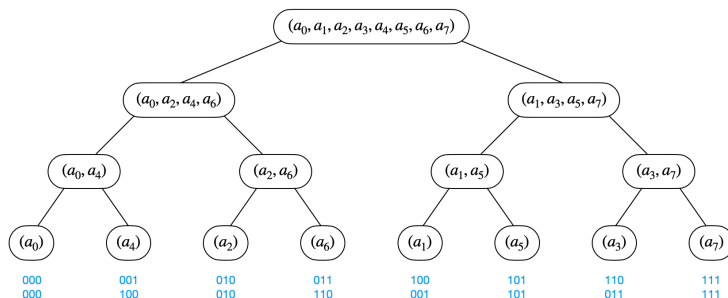 (a₀, a₁, a₂, a₃, a₄, a₅, a₆, a₇)
(a₀, a₂, a₄, a₆) (a₁, a₃, a₅, a₇)
(a₀, a₄) (a₂, a₆) (a₁, a₅) (a₃, a₇)
(a₀) (a₄) (a₂) (a₆) (a₁) (a₅) (a₃) (a₇)
000 001 010 011 100 101 110 111
000 100 010 110 001 101 011 111